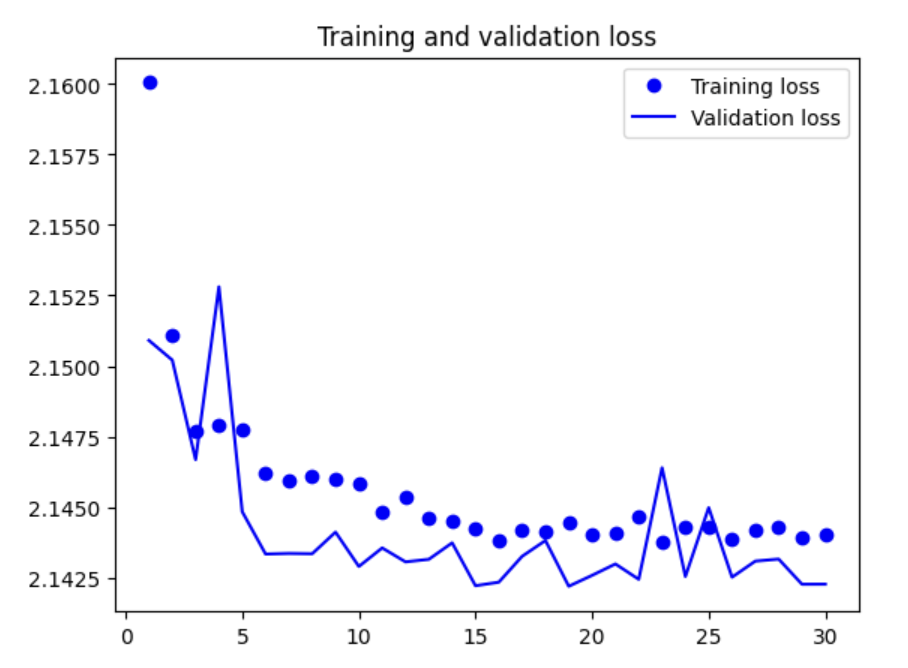 Training and validation loss
2.1600
2.1575
2.1550
2.1525
2.1500
2.1475
2.1450
2.1425
Training loss
Validation loss
0 5 10 15 20 25 30